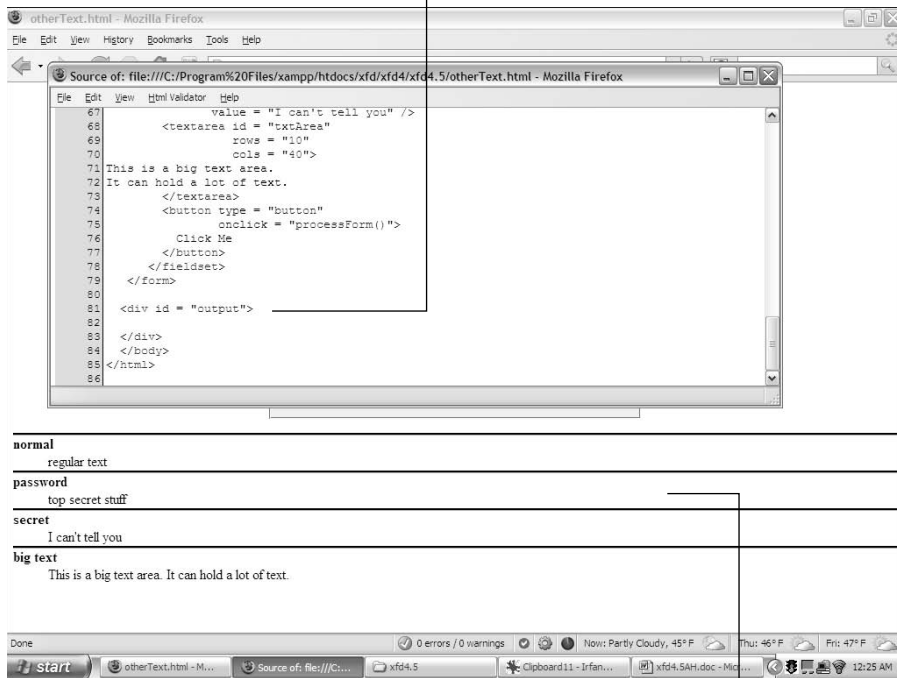 otherText.html - Mozilla Firefox
File Edit View History Bookmarks Tools Help
Source of: file:///C:/Program%20Files/xampp/htdocs/xfd/xfd4/xfd4.5/otherText.html - Mozilla Firefox
File Edit View Html Validator Help
67 value = "I can't tell you" />
68 <textarea id = "txtArea"
69 rows = "10"
70 cols = "40">
71 This is a big text area.
72 It can hold a lot of text.
73 </textarea>
74 <button type = "button"
75 onclick = "processForm()">
76 Click Me
77 </button>
78 </fieldset>
79 </form>
80
81 <div id = "output">
82
83 </div>
84 </body>
85 </html>
86
normal
regular text
password
top secret stuff
secret
I can't tell you
big text
This is a big text area. It can hold a lot of text.
Done 0 errors / 0 warnings Now: Partly Cloudy, 45° F Thu: 46° F Fri: 47° F
start otherText.html - M... Source of: file:///C:... xfd4.5 Clipboard11 - Irfan... xfd4.5AH.doc - Mic... 12:25 AM